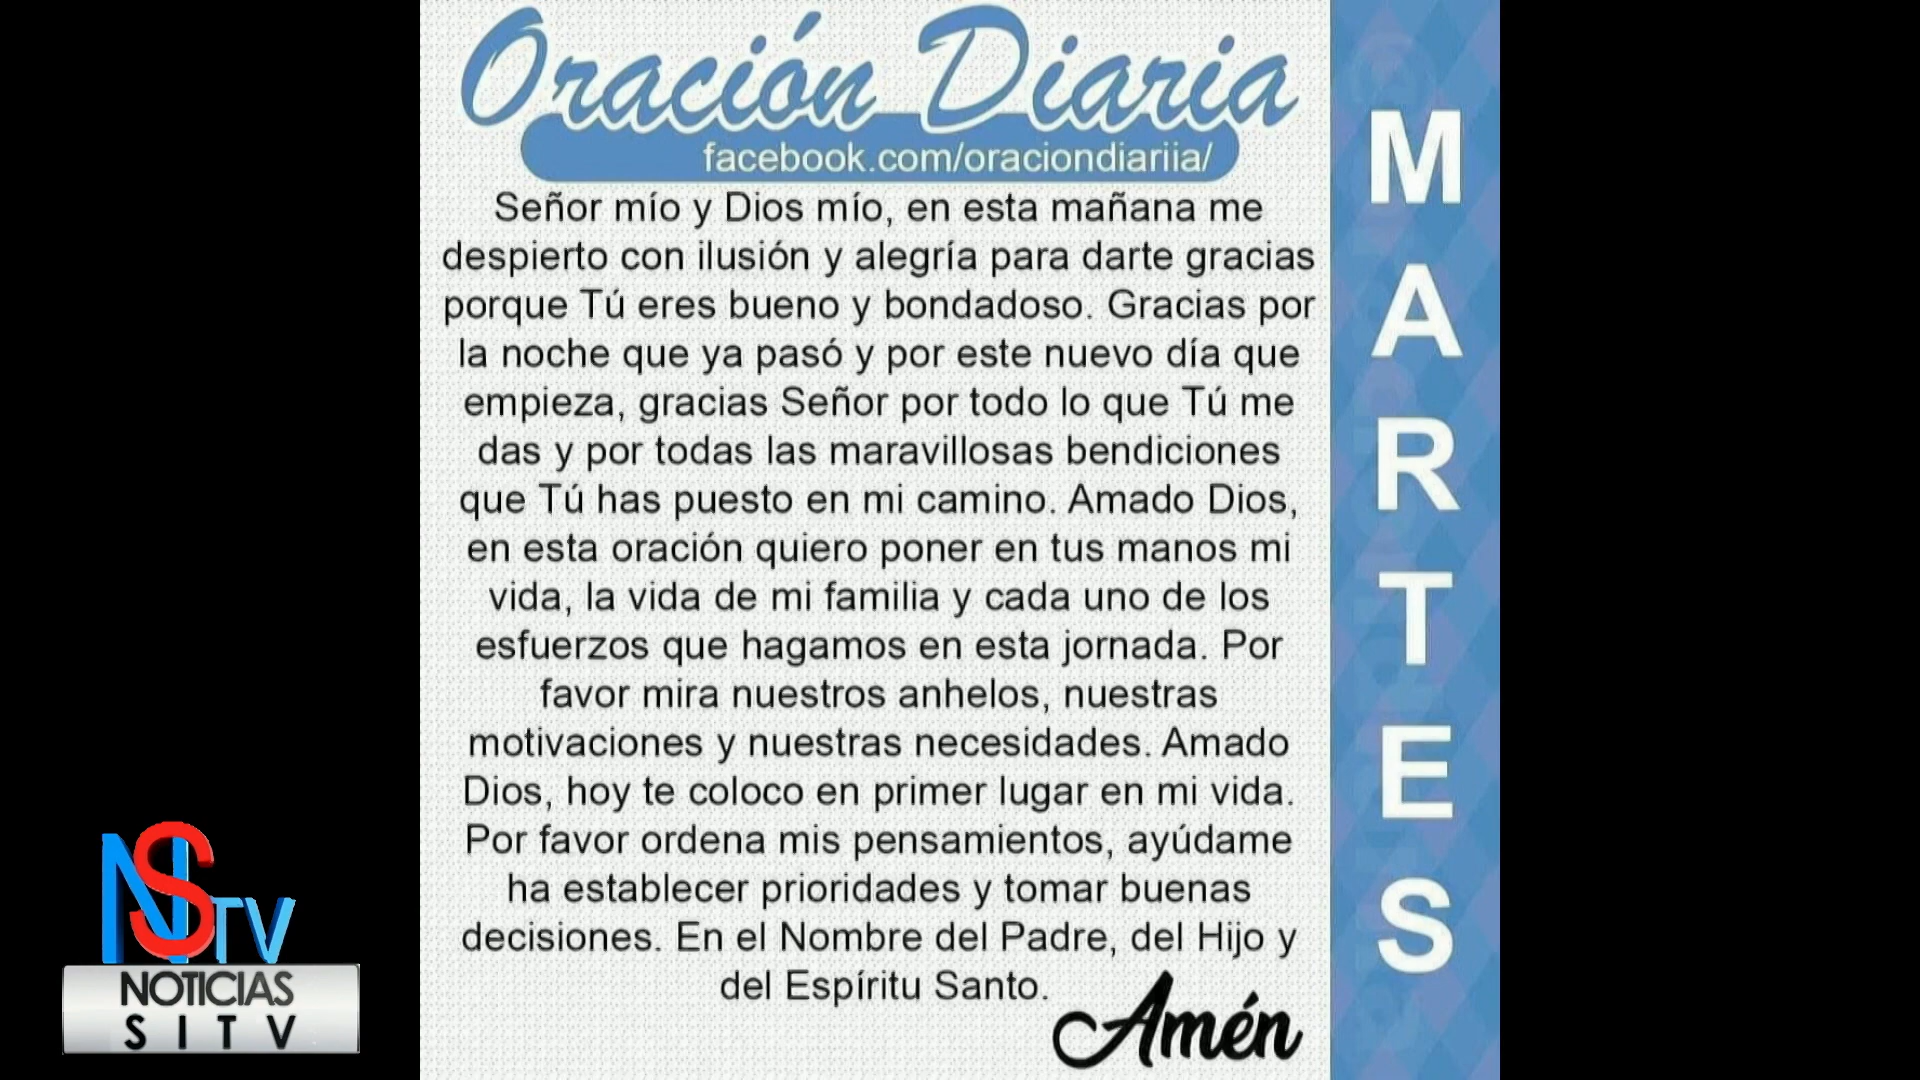 Oración Diaria
facebook.com/oraciondiariia/
Señor mío y Dios mío, en esta mañana me
despierto con ilusión y alegría para darte gracias
porque Tú eres bueno y bondadoso. Gracias por
la noche que ya pasó y por este nuevo día que
empieza, gracias Señor por todo lo que Tú me
das y por todas las maravillosas bendiciones
que Tú has puesto en mi camino. Amado Dios,
en esta oración quiero poner en tus manos mi
vida, la vida de mi familia y cada uno de los
esfuerzos que hagamos en esta jornada. Por
favor mira nuestros anhelos, nuestras
motivaciones y nuestras necesidades. Amado
Dios, hoy te coloco en primer lugar en mi vida.
Por favor ordena mis pensamientos, ayúdame
ha establecer prioridades y tomar buenas
decisiones. En el Nombre del Padre, del Hijo y
del Espíritu Santo.
Amén
MARTES
NSTV
NOTICIAS
SITV